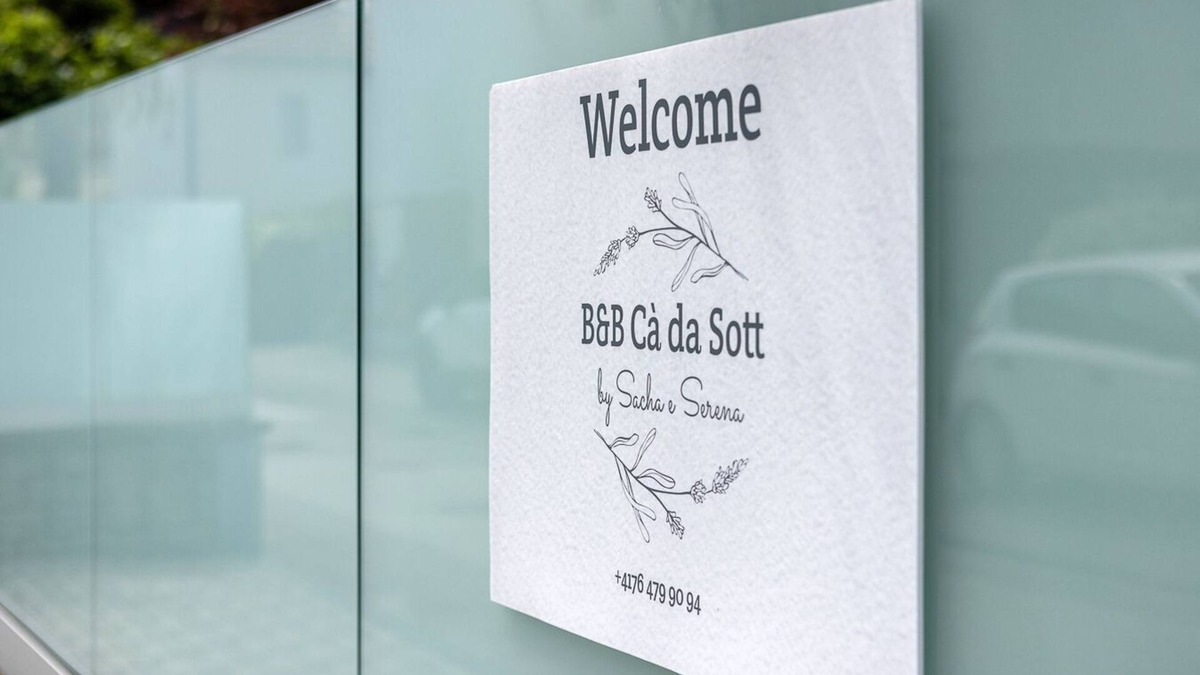 Welcome
B&B Cà da Sott
by Sacha e Serena
+4176 479 90 94